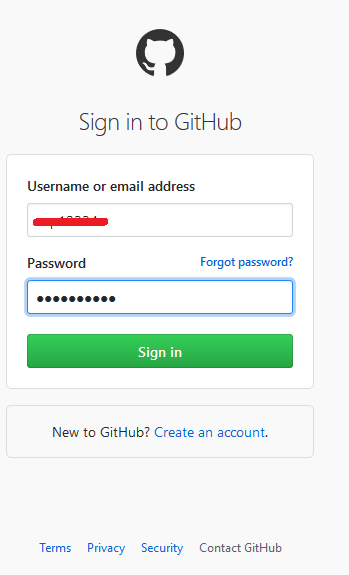 Sign in to GitHub
Username or email address
Password Forgot password?
●●●●●●●●●●
Sign in
New to GitHub? Create an account.
Terms Privacy Security Contact GitHub